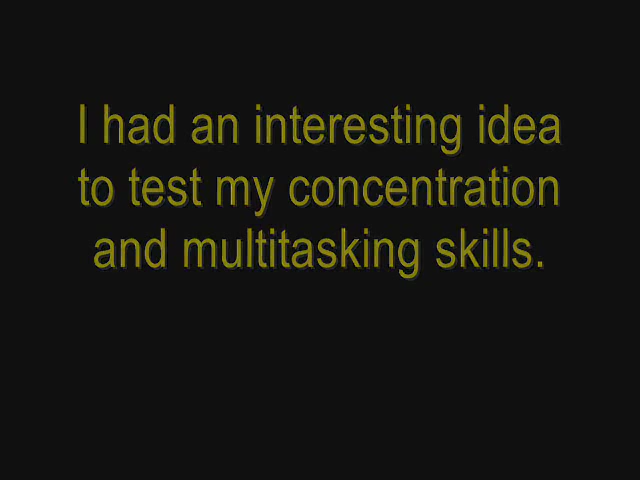 I had an interesting idea
to test my concentration
and multitasking skills.